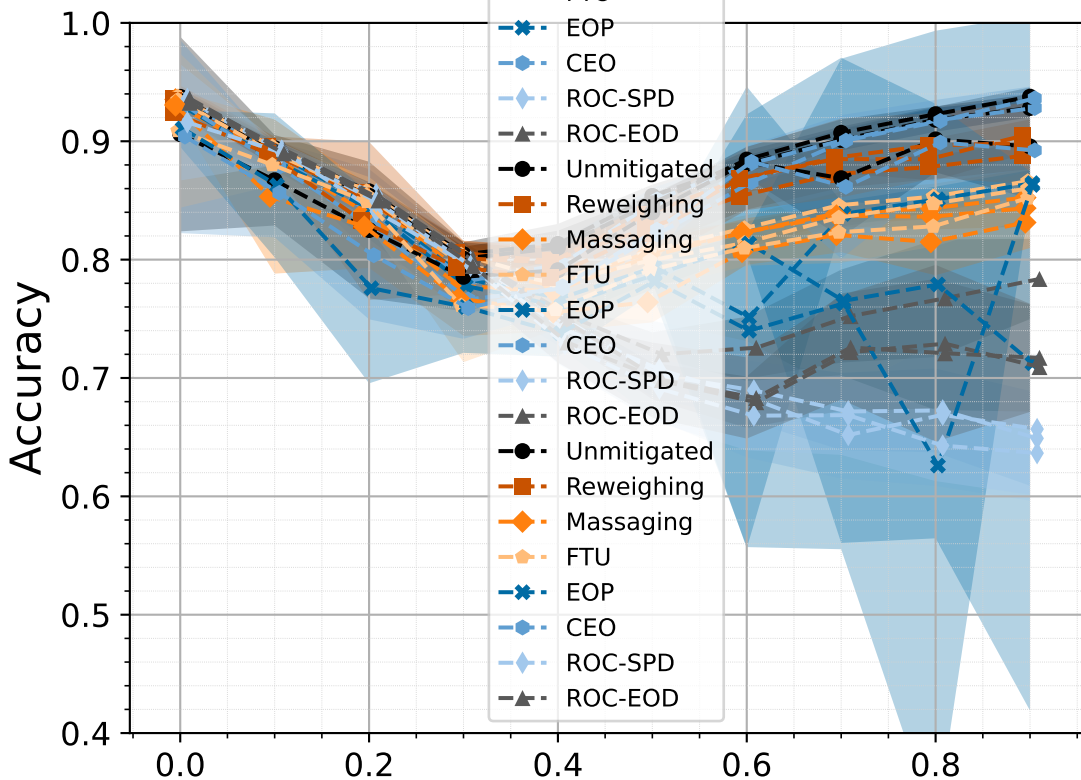 1.0
0.9
0.8
0.7
0.6
0.5
0.4
Accuracy
0.0
0.2
0.4
0.6
0.8
EOP
CEO
ROC-SPD
ROC-EOD
Unmitigated
Reweighing
Massaging
FTU
EOP
CEO
ROC-SPD
ROC-EOD
Unmitigated
Reweighing
Massaging
FTU
EOP
CEO
ROC-SPD
ROC-EOD